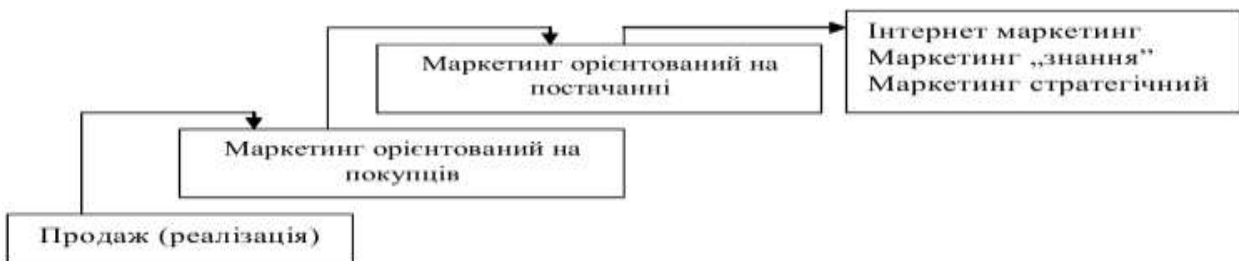 Інтернет маркетинг
Маркетинг „знання”
Маркетинг стратегічний
Маркетинг орієнтований на
постачанні
Маркетинг орієнтований на
покупців
Продаж (реалізація)